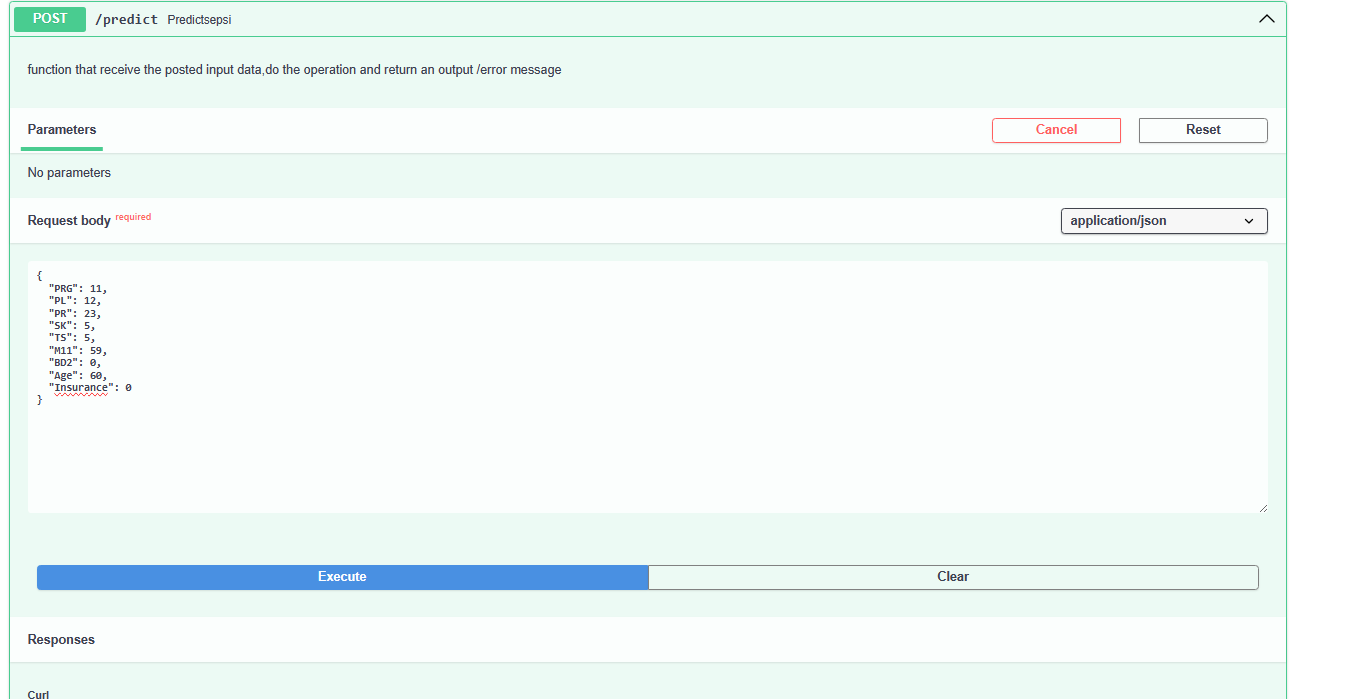 POST /predict Predictsepsi
function that receive the posted input data,do the operation and return an output /error message
Parameters
Cancel
Reset
No parameters
Request body required
application/json
{
"PRG": 11,
"PL": 12,
"PR": 23,
"SK": 5,
"TS": 5,
"M11": 59,
"BD2": 0,
"Age": 60,
"Insurance": 0
}
Execute
Clear
Responses
Curl